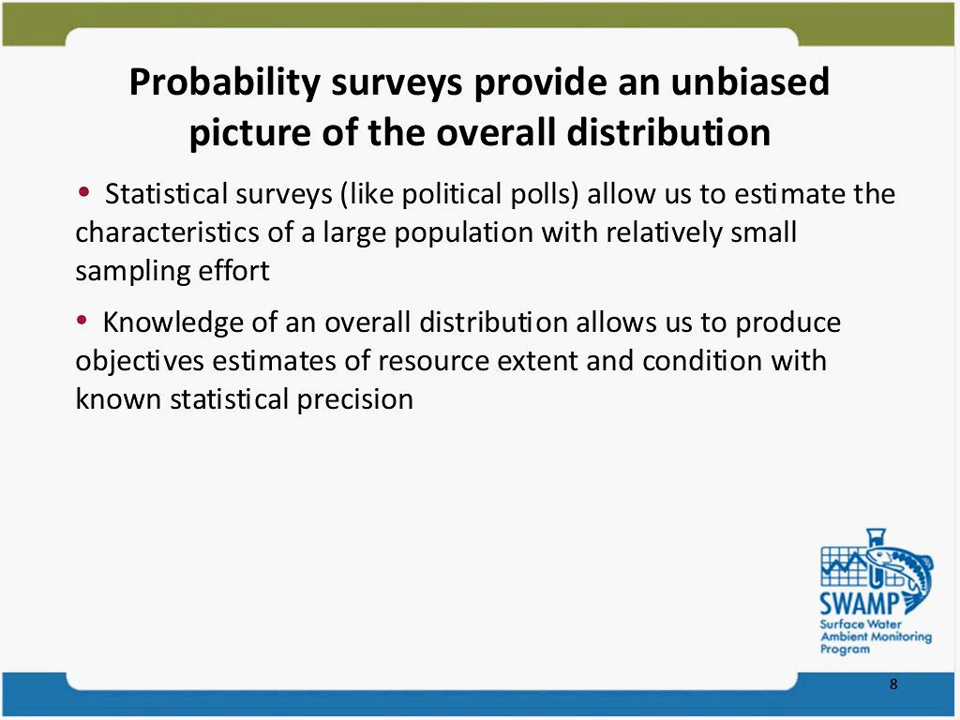 Probability surveys provide an unbiased
picture of the overall distribution
• Statistical surveys (like political polls) allow us to estimate the
characteristics of a large population with relatively small
sampling effort
• Knowledge of an overall distribution allows us to produce
objectives estimates of resource extent and condition with
known statistical precision
SWAMP
Surface Water
Ambient Monitoring
Program
8